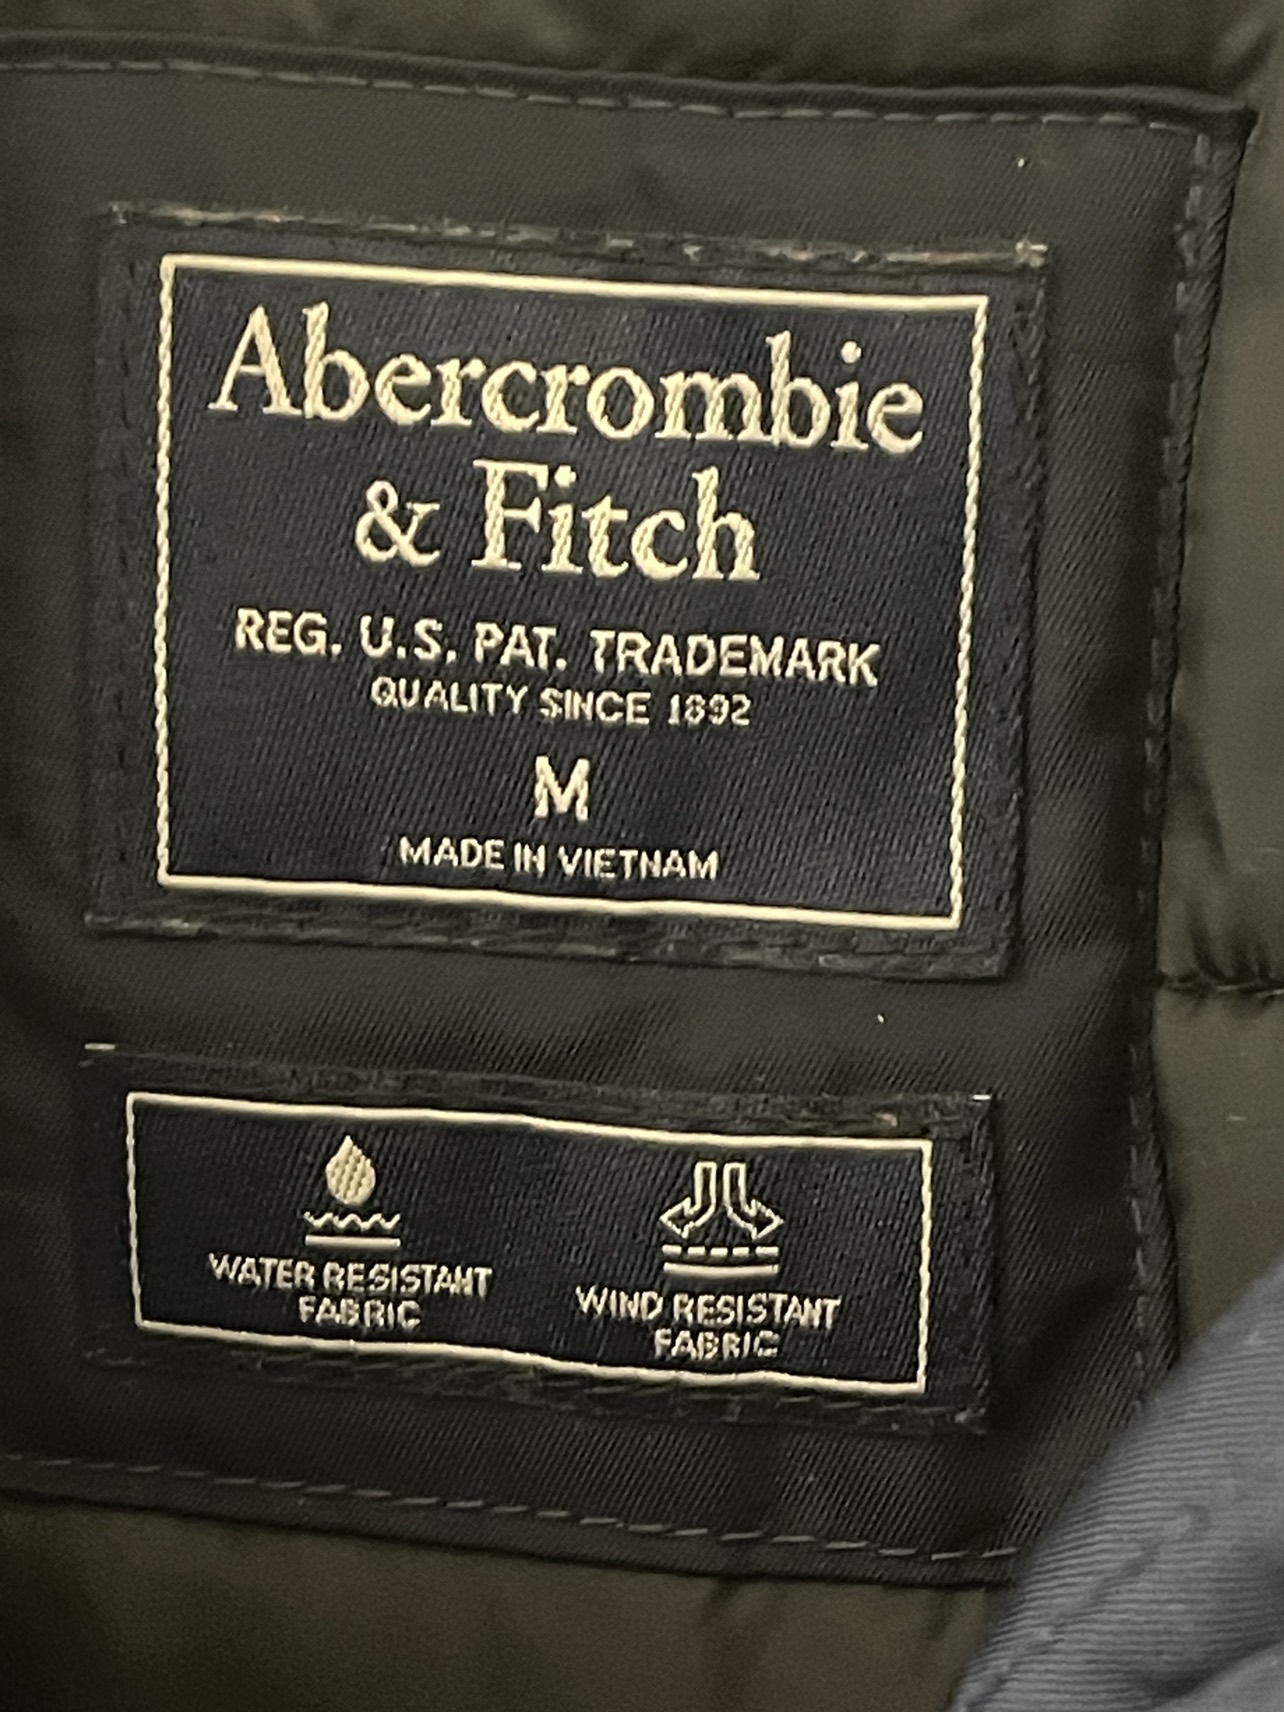 Abercrombie
& Fitch
REG. U.S. PAT. TRADEMARK
QUALITY SINCE 1892
M
MADE IN VIETNAM
WATER RESISTANT
FABRIC
WIND RESISTANT
FABRIC